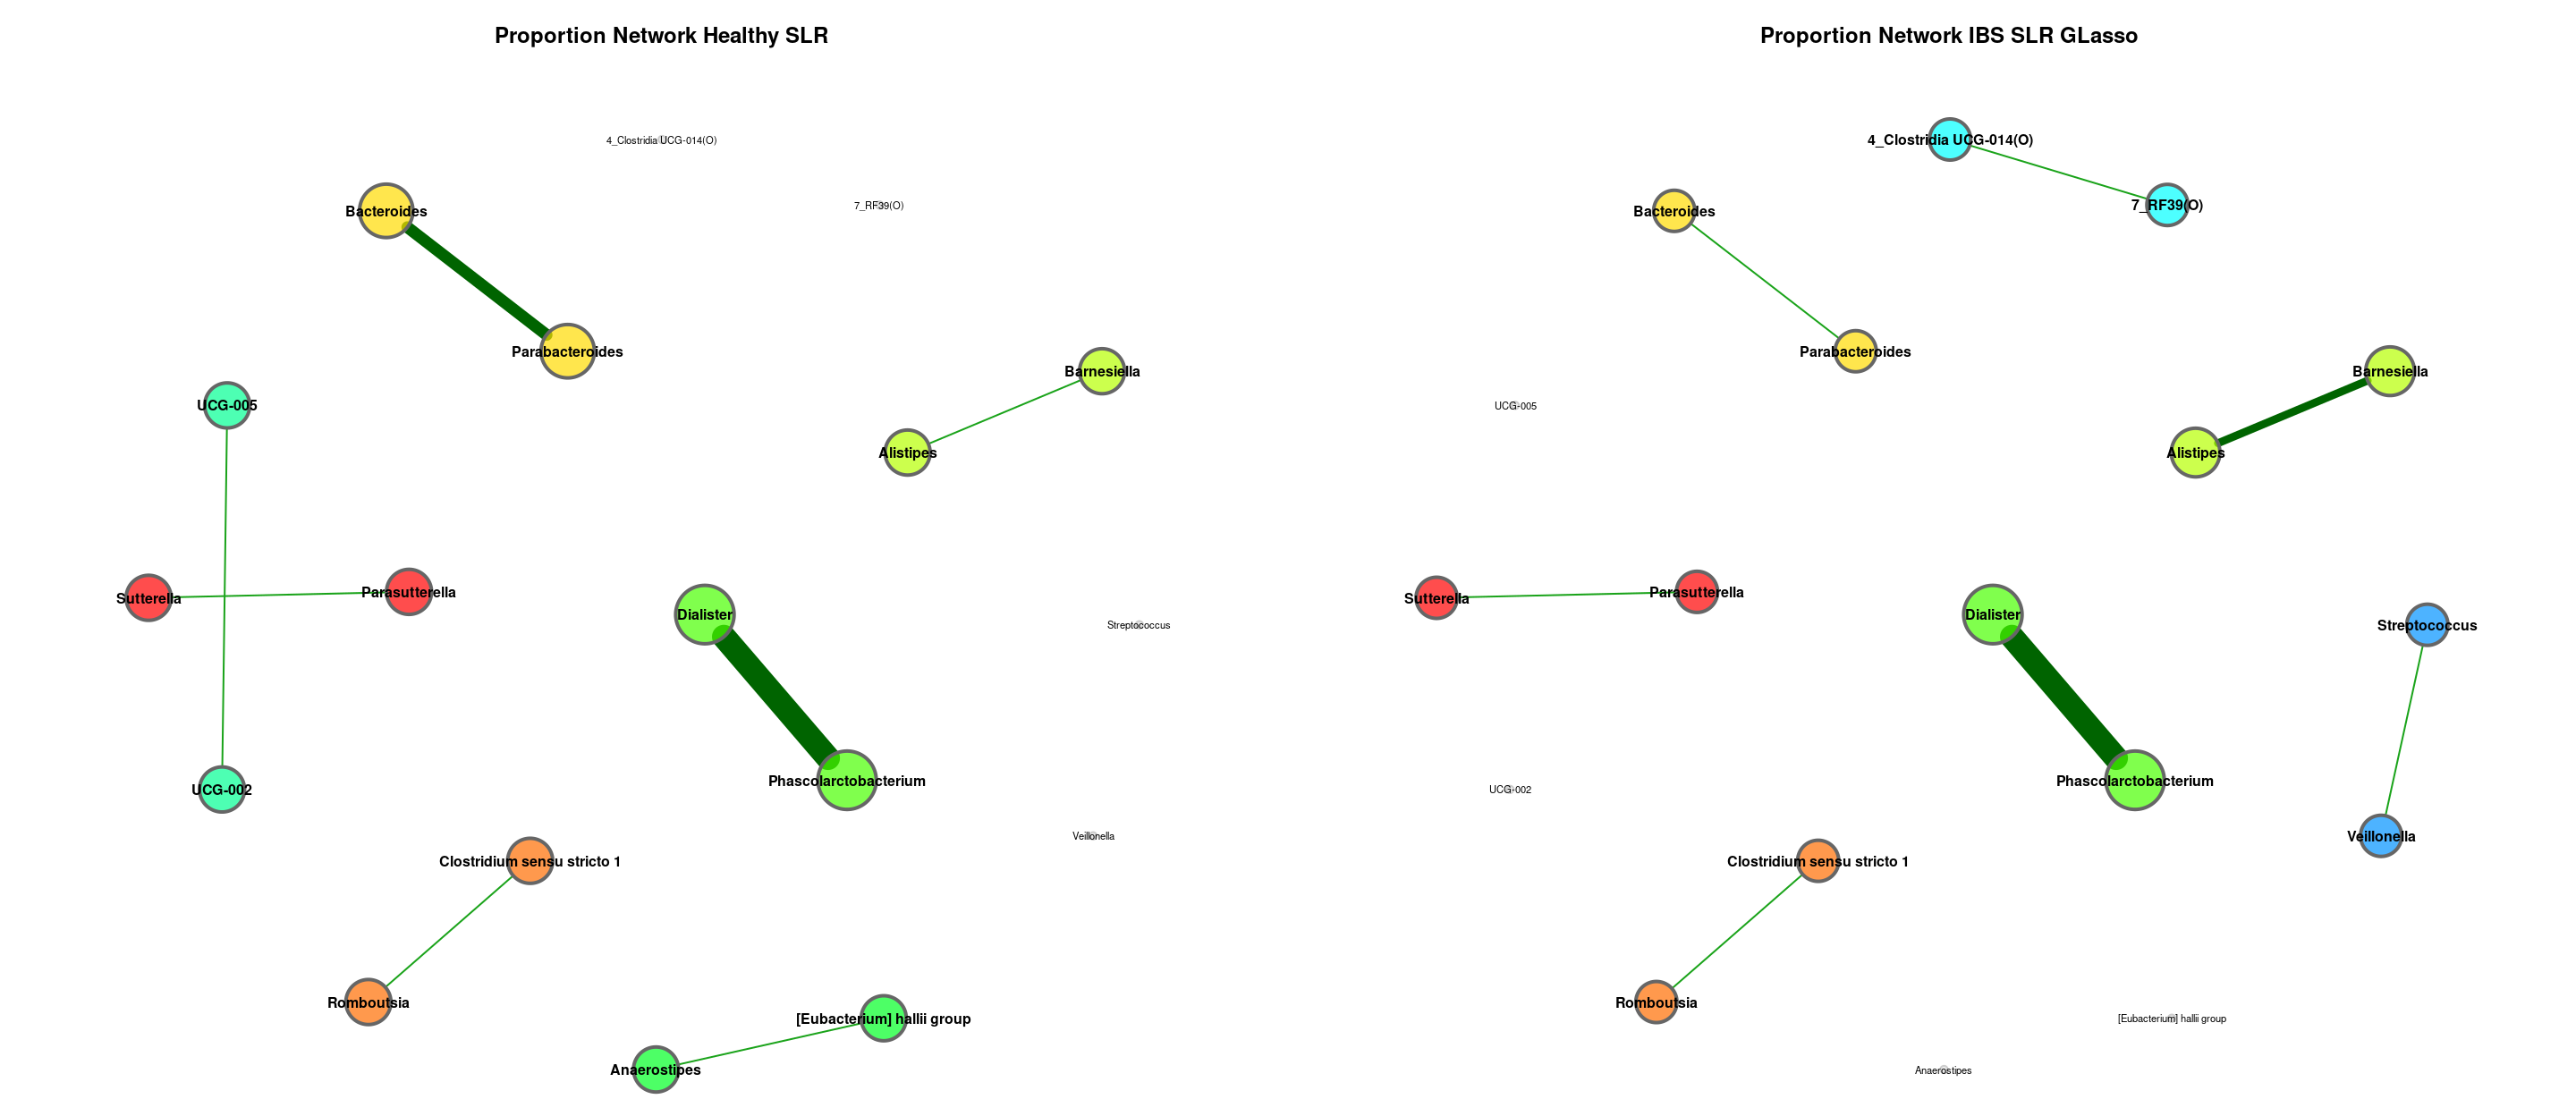 Proportion Network Healthy SLR
4_Clostridia UCG-014(O)
7_RF39(O)
Bacteroides
Parabacteroides
Barnesiella
UCG-005
Alistipes
Parasutterella
Sutterella
Dialister
Streptococcus
Phascolarctobacterium
UCG-002
Veillonella
Clostridium sensu stricto 1
Romboutsia
[Eubacterium] hallii group
Anaerostipes
Proportion Network IBS SLR GLasso
4_Clostridia UCG-014(O)
7_RF39(O)
Bacteroides
Parabacteroides
Barnesiella
UCG-005
Alistipes
Parasutterella
Sutterella
Dialister
Streptococcus
Phascolarctobacterium
UCG-002
Veillonella
Clostridium sensu stricto 1
Romboutsia
[Eubacterium] hallii group
Anaerostipes